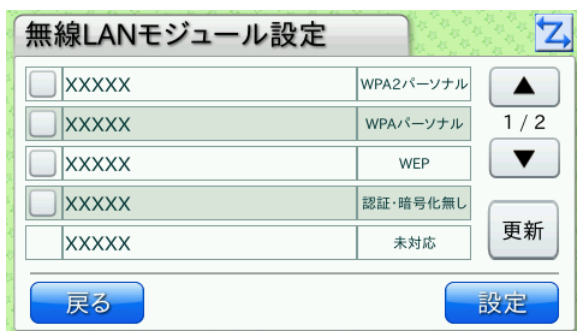 無線LANモジュール設定
Z
XXXXX WPA2パーソナル
XXXXX WPAパーソナル
1 / 2
XXXXX WEP
XXXXX 認証・暗号化無し
更新
XXXXX 未対応
戻る 設定